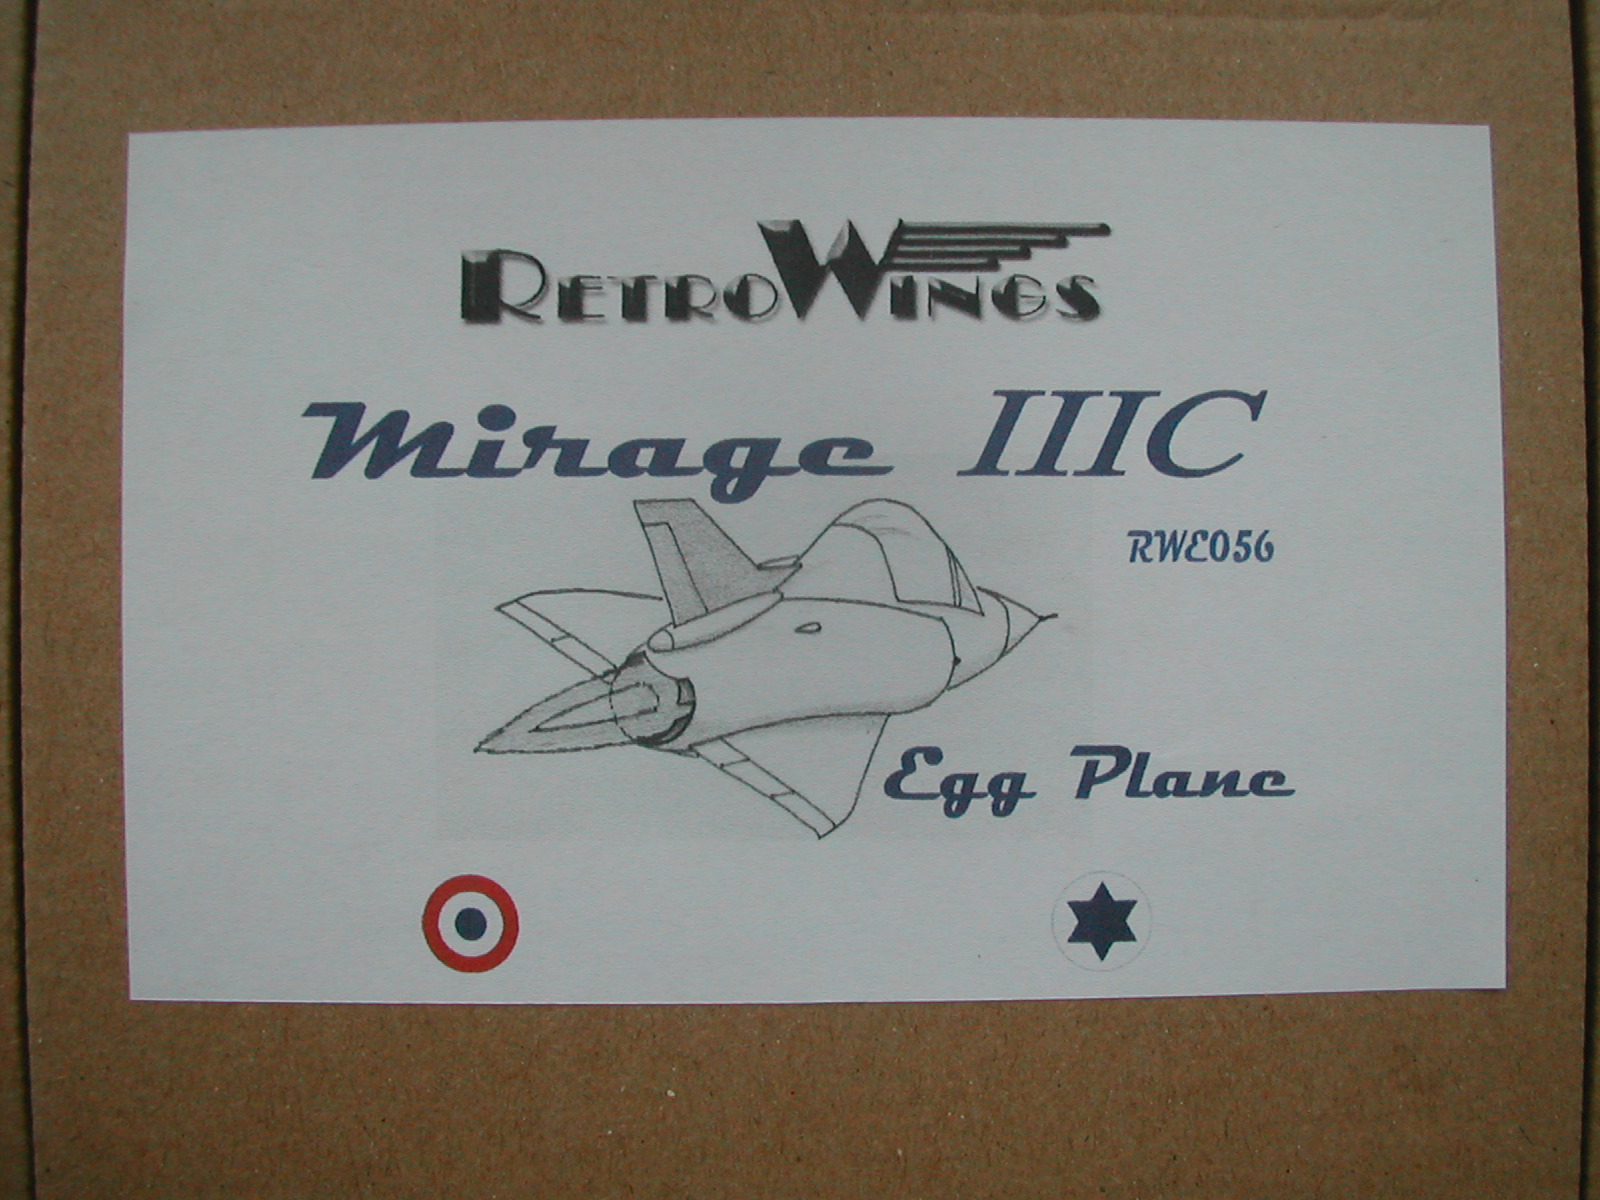 RETROWINGS
Mirage IIIC
RWE056
Egg Plane